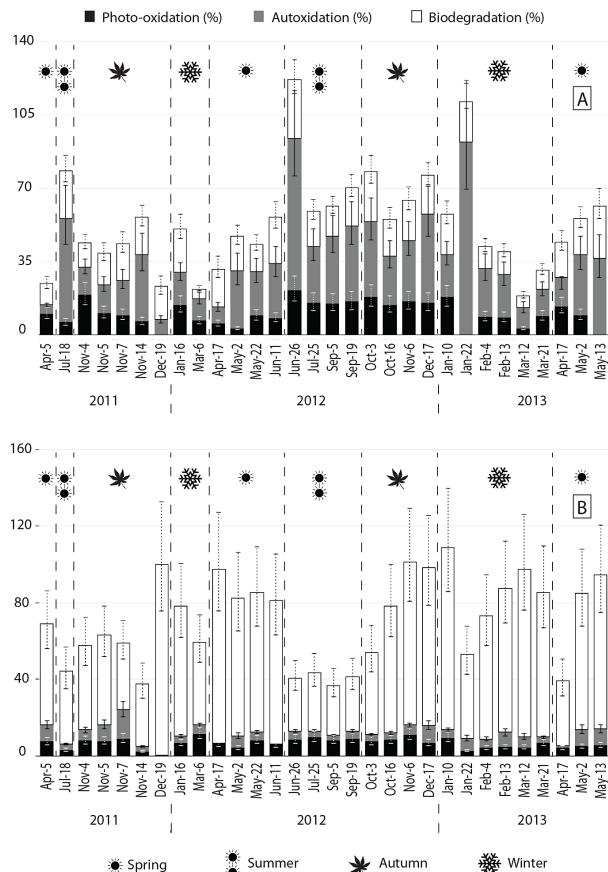 Photo-oxidation (%) Autoxidation (%) Biodegradation (%)
140
105
70
35
0
A
Apr-5 Jul-18 Nov-4 Nov-5 Nov-7 Nov-14 Dec-19 Jan-16 Mar-6 Apr-17 May-2 May-22 Jun-11 Jun-26 Jul-25 Sep-5 Sep-19 Oct-3 Oct-16 Nov-6 Dec-17 Jan-10 Jan-22 Feb-4 Feb-13 Mar-12 Mar-21 Apr-17 May-2 May-13
2011 2012 2013
160
120
80
40
0
B
Apr-5 Jul-18 Nov-4 Nov-5 Nov-7 Nov-14 Dec-19 Jan-16 Mar-6 Apr-17 May-2 May-22 Jun-11 Jun-26 Jul-25 Sep-5 Sep-19 Oct-3 Oct-16 Nov-6 Dec-17 Jan-10 Jan-22 Feb-4 Feb-13 Mar-12 Mar-21 Apr-17 May-2 May-13
2011 2012 2013
Spring Summer Autumn Winter